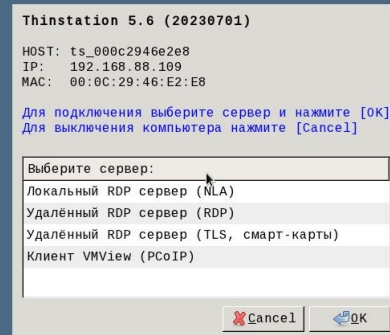 Thinstation 5.6 (20230701)
HOST: ts_000c2946e2e8
IP: 192.168.88.109
MAC: 00:0C:29:46:E2:E8
Для подключения выберите сервер и нажмите [OK]
Для выключения компьютера нажмите [Cancel]
Выберите сервер:
Локальный RDP сервер (NLA)
Удалённый RDP сервер (RDP)
Удалённый RDP сервер (TLS, смарт-карты)
Клиент VMView (PCoIP)
Cancel OK